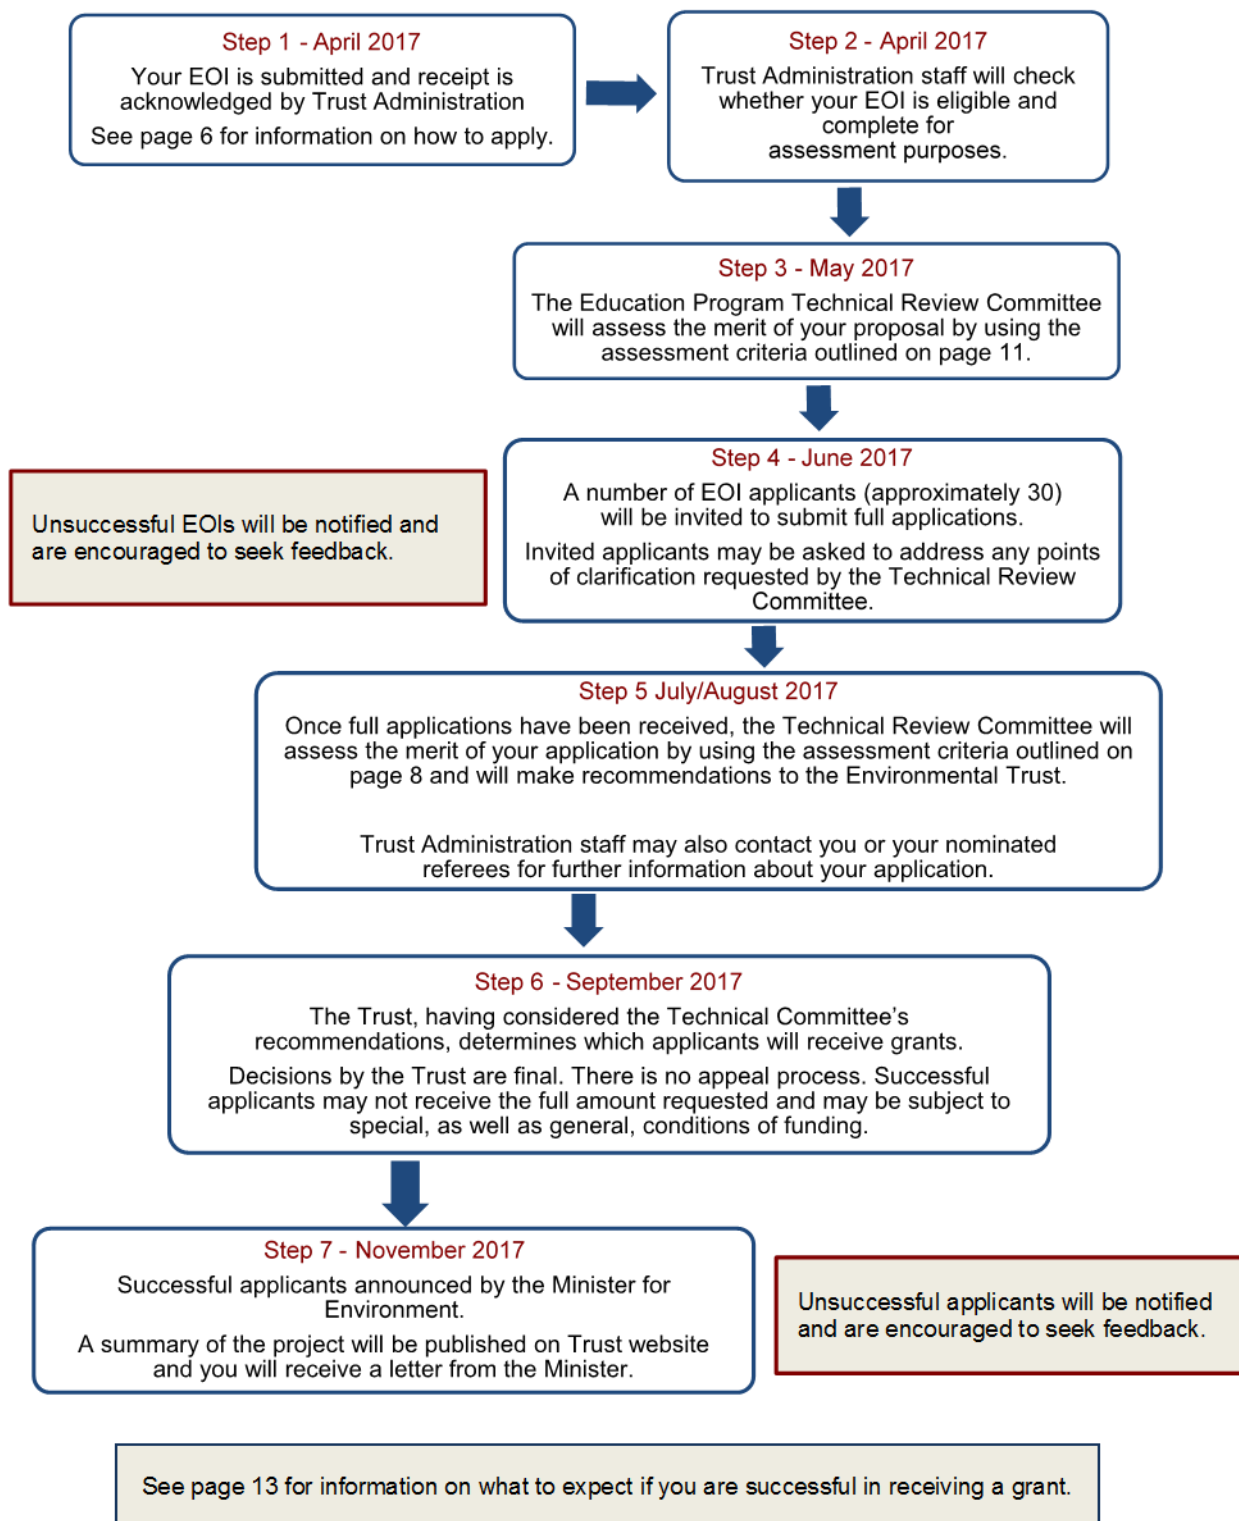 Step 1 - April 2017
Your EOI is submitted and receipt is
acknowledged by Trust Administration
See page 6 for information on how to apply.
Step 2 - April 2017
Trust Administration staff will check
whether your EOI is eligible and
complete for
assessment purposes.
Step 3 - May 2017
The Education Program Technical Review Committee
will assess the merit of your proposal by using the
assessment criteria outlined on page 11.
Step 4 - June 2017
A number of EOI applicants (approximately 30)
will be invited to submit full applications.
Invited applicants may be asked to address any points
of clarification requested by the Technical Review
Committee.
Unsuccessful EOIs will be notified and
are encouraged to seek feedback.
Step 5 July/August 2017
Once full applications have been received, the Technical Review Committee will
assess the merit of your application by using the assessment criteria outlined on
page 8 and will make recommendations to the Environmental Trust.
Trust Administration staff may also contact you or your nominated
referees for further information about your application.
Step 6 - September 2017
The Trust, having considered the Technical Committee's
recommendations, determines which applicants will receive grants.
Decisions by the Trust are final. There is no appeal process. Successful
applicants may not receive the full amount requested and may be subject to
special, as well as general, conditions of funding.
Step 7 - November 2017
Successful applicants announced by the Minister for
Environment.
A summary of the project will be published on Trust website
and you will receive a letter from the Minister.
Unsuccessful applicants will be notified
and are encouraged to seek feedback.
See page 13 for information on what to expect if you are successful in receiving a grant.